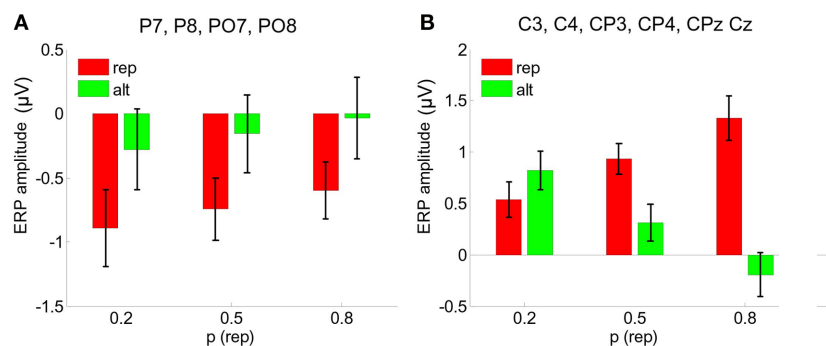 A
P7, P8, PO7, PO8
0.5
0
-0.5
-1
-1.5
ERP amplitude (µV)
rep
alt
0.2
0.5
0.8
p (rep)
B
C3, C4, CP3, CP4, CPz Cz
2
1.5
1
0.5
0
-0.5
ERP amplitude (µV)
rep
alt
0.2
0.5
0.8
p (rep)